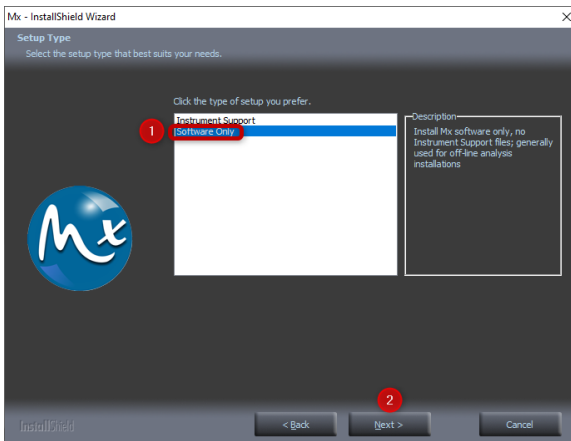 Mx - InstallShield Wizard
Setup Type
Select the setup type that best suits your needs.
Click the type of setup you prefer.
Instrument Support
1
Software Only
Description
Install Mx software only, no
Instrument Support files; generally
used for off-line analysis
installations
Mx
2
InstallShield
< Back
Next >
Cancel